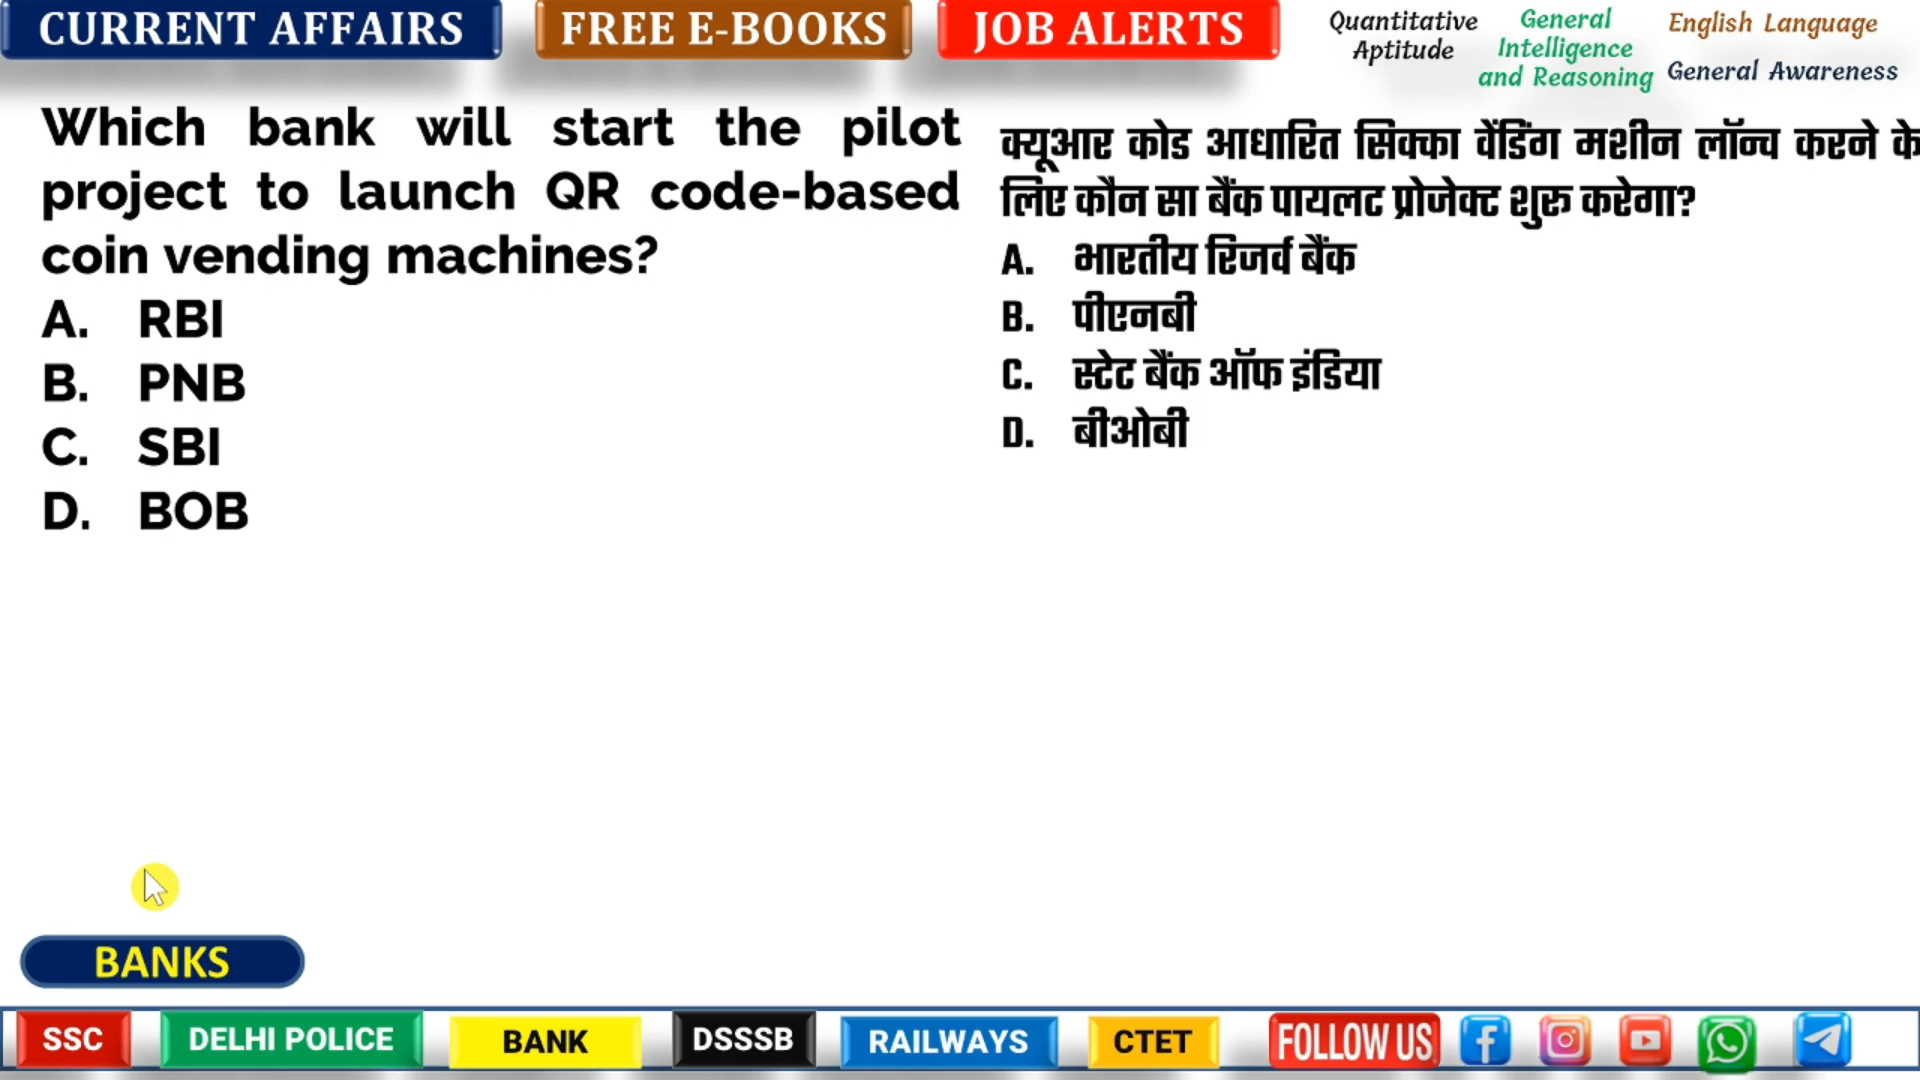 CURRENT AFFAIRS
FREE E-BOOKS
JOB ALERTS
Quantitative
Aptitude
General
Intelligence
and Reasoning
English Language
General Awareness
Which bank will start the pilot
project to launch QR code-based
coin vending machines?
A. RBI
B. PNB
C. SBI
D. BOB
क्यूआर कोड आधारित सिक्का वेंडिंग मशीन लॉन्च करने के
लिए कौन सा बैंक पायलट प्रोजेक्ट शुरू करेगा?
A. भारतीय रिजर्व बैंक
B. पीएनबी
C. स्टेट बैंक ऑफ इंडिया
D. बीओबी
BANKS
SSC
DELHI POLICE
BANK
DSSSB
RAILWAYS
CTET
FOLLOW US